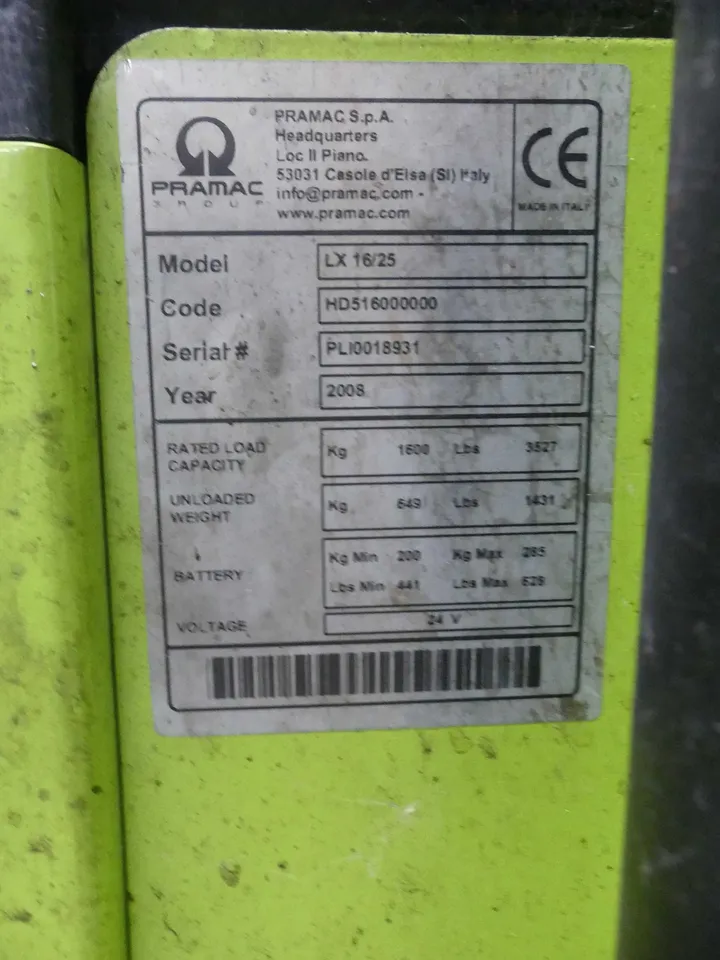 PRAMAC
GROUP
PRAMAC S.p.A.
Headquarters
Loc Il Piano.
53031 Casole d'Elsa (SI) Italy
info@pramac.com -
www.pramac.com
CE
MADE IN ITALY
Model LX 16/25
Code HD516000000
Serial # PLI0018931
Year 2008
RATED LOAD CAPACITY Kg 1600 Lbs 3527
UNLOADED WEIGHT Kg 649 Lbs 1431
BATTERY Kg Min 200 Kg Max 285
Lbs Min 441 Lbs Max 628
VOLTAGE 24 V